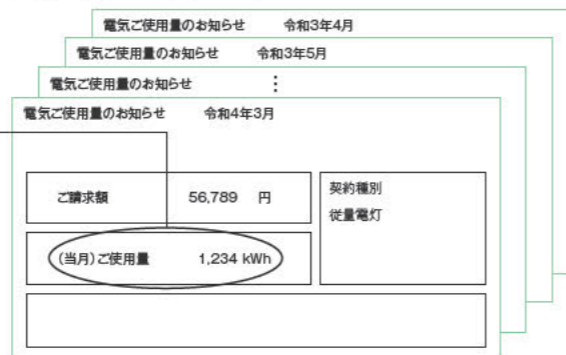 電気ご使用量のお知らせ 令和3年4月
電気ご使用量のお知らせ 令和3年5月
電気ご使用量のお知らせ ⋮
電気ご使用量のお知らせ 令和4年3月
ご請求額 56,789 円
契約種別
従量電灯
(当月)ご使用量 1,234 kWh